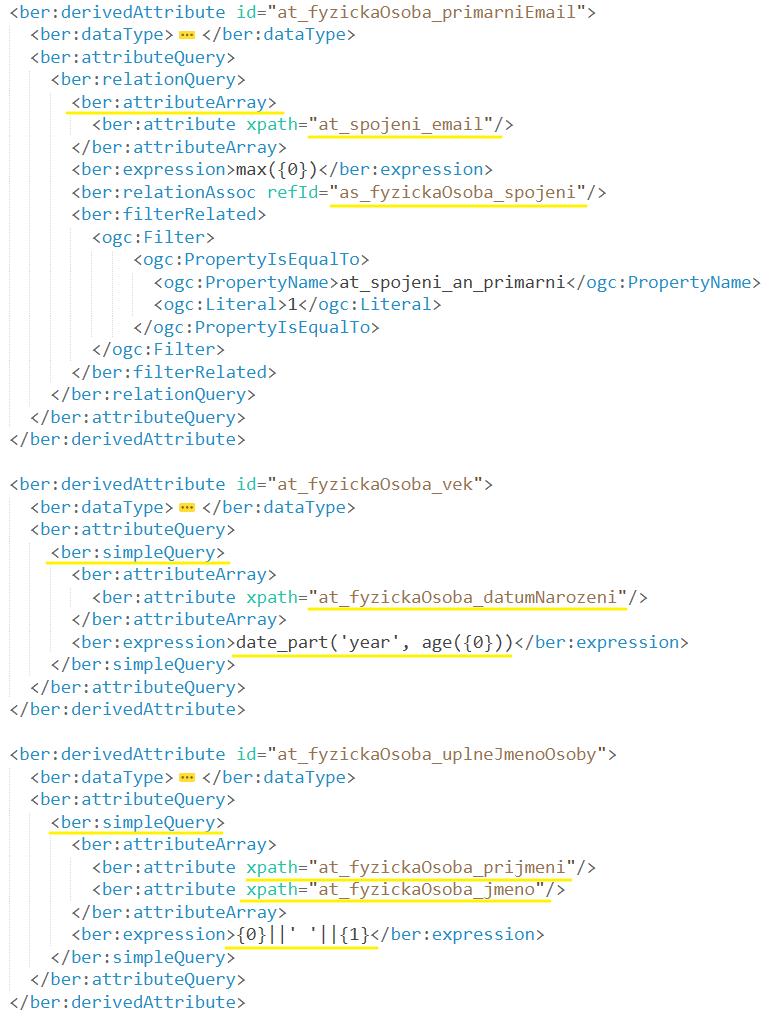 <ber:derivedAttribute id="at_fyzickaOsoba_primarniEmail">
<ber:dataType> ••• </ber:dataType>
<ber:attributeQuery>
<ber:relationQuery>
<ber:attributeArray>
<ber:attribute xpath="at_spojeni_email"/>
</ber:attributeArray>
<ber:expression>max({0})</ber:expression>
<ber:relationAssoc refId="as_fyzickaOsoba_spojeni"/>
<ber:filterRelated>
<ogc:Filter>
<ogc:PropertyIsEqualTo>
<ogc:PropertyName>at_spojeni_an_primarni</ogc:PropertyName>
<ogc:Literal>1</ogc:Literal>
</ogc:PropertyIsEqualTo>
</ogc:Filter>
</ber:filterRelated>
</ber:relationQuery>
</ber:attributeQuery>
</ber:derivedAttribute>
<ber:derivedAttribute id="at_fyzickaOsoba_vek">
<ber:dataType> ••• </ber:dataType>
<ber:attributeQuery>
<ber:simpleQuery>
<ber:attributeArray>
<ber:attribute xpath="at_fyzickaOsoba_datumNarozeni"/>
</ber:attributeArray>
<ber:expression>date_part('year', age({0}))</ber:expression>
</ber:simpleQuery>
</ber:attributeQuery>
</ber:derivedAttribute>
<ber:derivedAttribute id="at_fyzickaOsoba_uplneJmenoOsoby">
<ber:dataType> ••• </ber:dataType>
<ber:attributeQuery>
<ber:simpleQuery>
<ber:attributeArray>
<ber:attribute xpath="at_fyzickaOsoba_prijmeni"/>
<ber:attribute xpath="at_fyzickaOsoba_jmeno"/>
</ber:attributeArray>
<ber:expression>{0}||' '||{1}</ber:expression>
</ber:simpleQuery>
</ber:attributeQuery>
</ber:derivedAttribute>